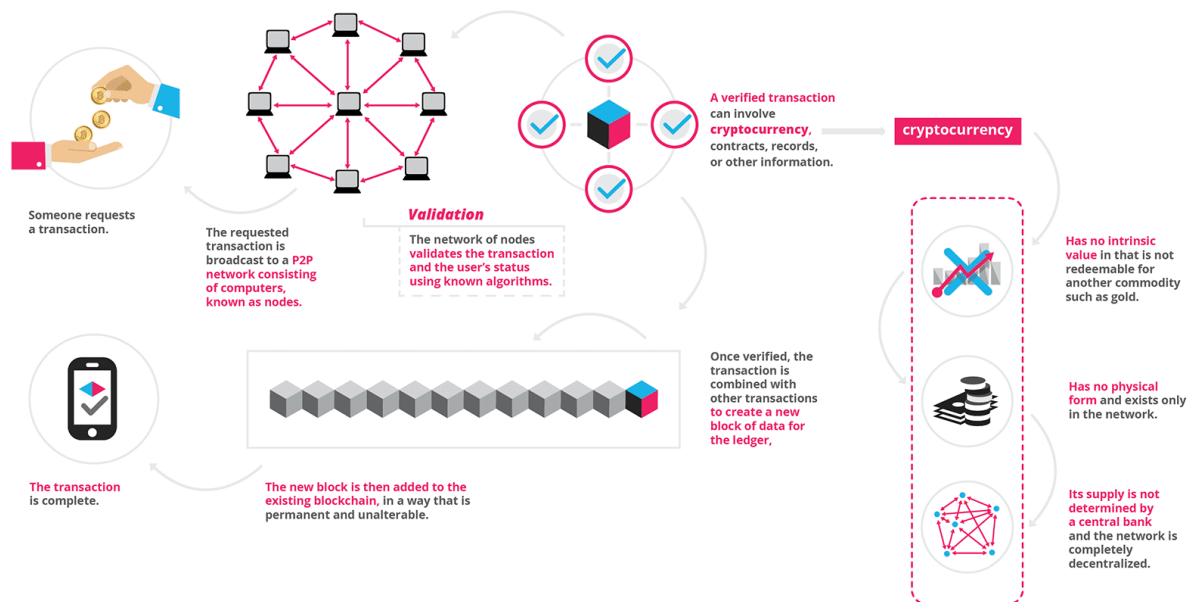 Someone requests
a transaction.
The requested
transaction is
broadcast to a P2P
network consisting
of computers,
known as nodes.
Validation
The network of nodes
validates the transaction
and the user's status
using known algorithms.
A verified transaction
can involve
cryptocurrency,
contracts, records,
or other information.
cryptocurrency
Has no intrinsic
value in that is not
redeemable for
another commodity
such as gold.
Has no physical
form and exists only
in the network.
Its supply is not
determined by
a central bank
and the network is
completely
decentralized.
Once verified, the
transaction is
combined with
other transactions
to create a new
block of data for
the ledger,
The new block is then added to the
existing blockchain, in a way that is
permanent and unalterable.
The transaction
is complete.